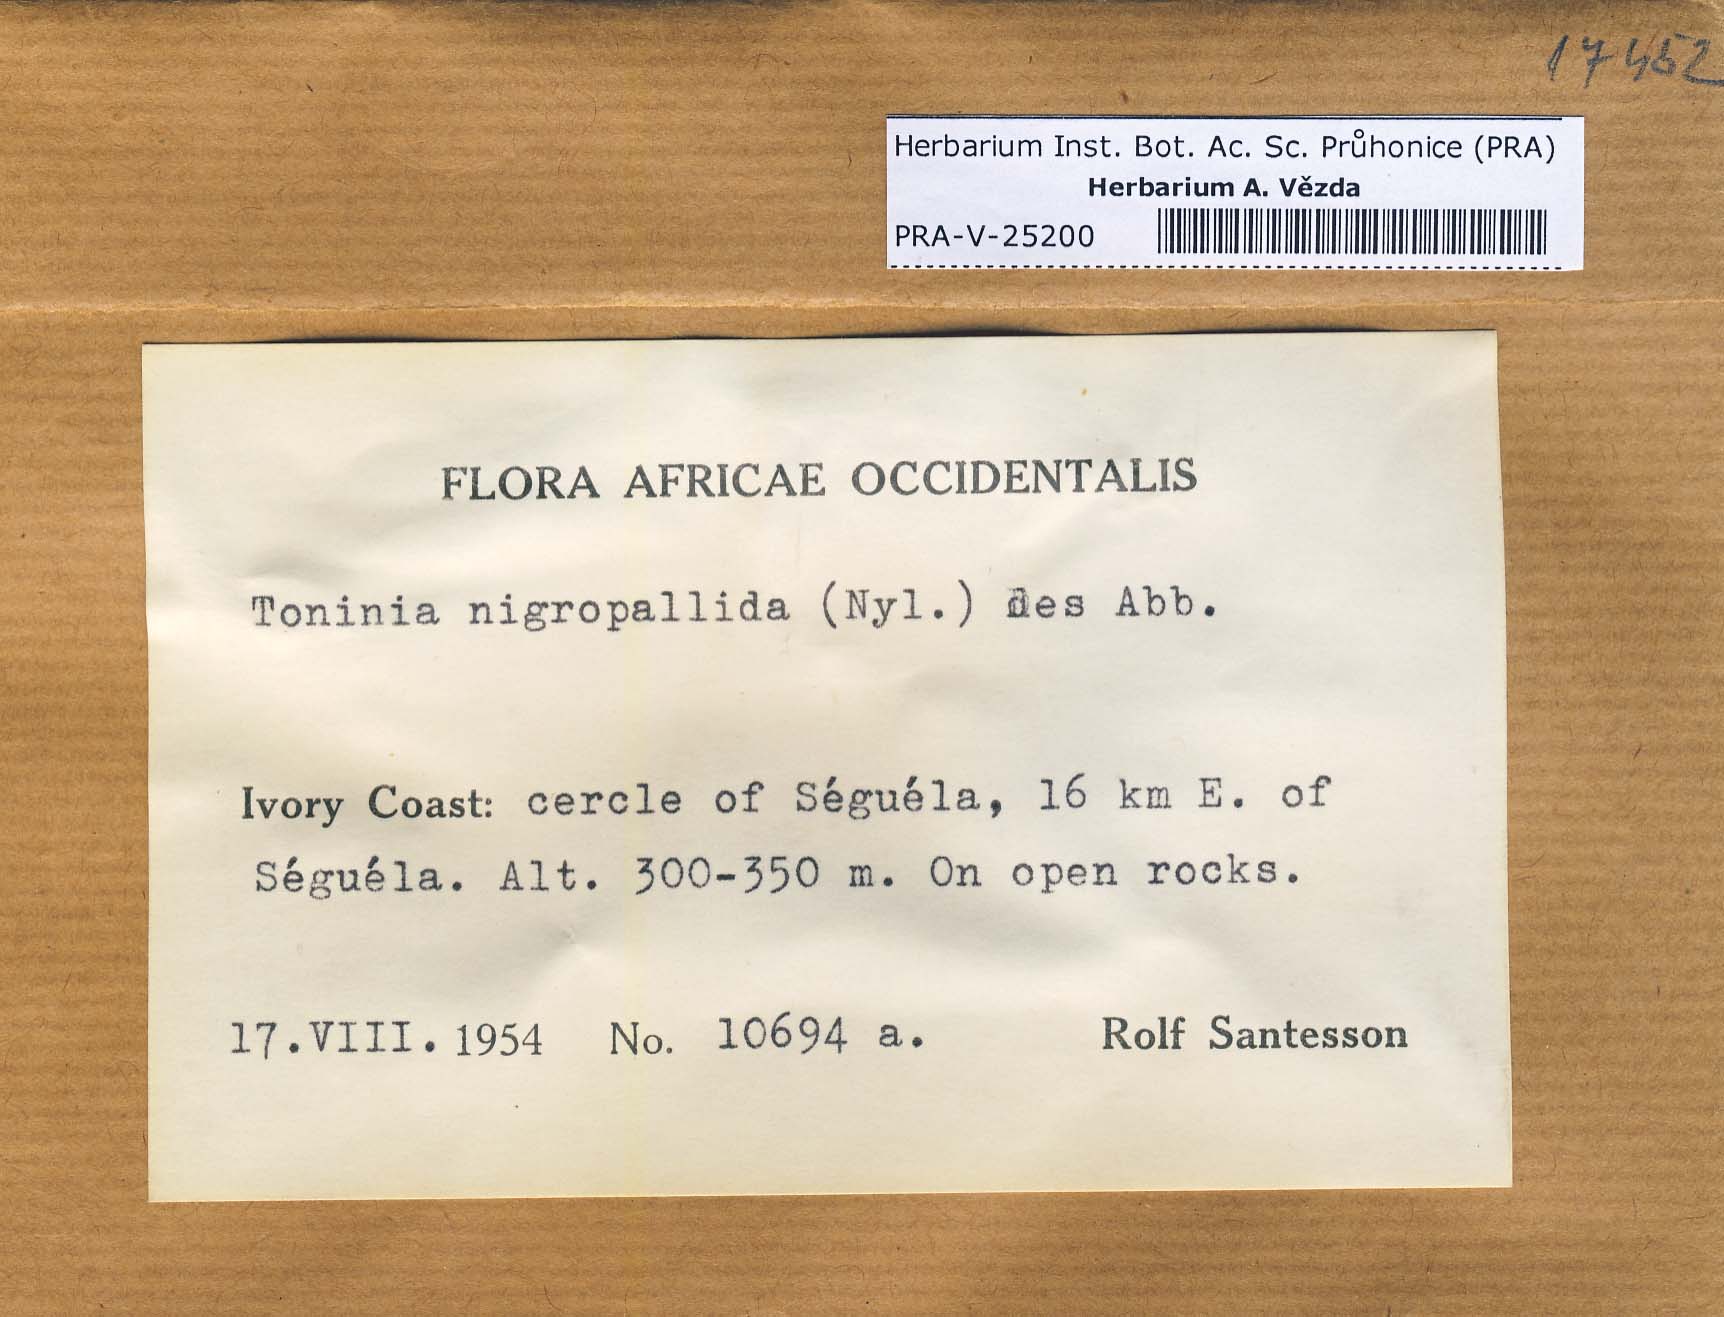 17452
Herbarium Inst. Bot. Ac. Sc. Průhonice (PRA)
Herbarium A. Vězda
PRA-V-25200
FLORA AFRICAE OCCIDENTALIS
Toninia nigropallida (Nyl.) des Abb.
Ivory Coast: cercle of Séguéla, 16 km E. of
Séguéla. Alt. 300-350 m. On open rocks.
17.VIII.1954 No. 10694 a. Rolf Santesson